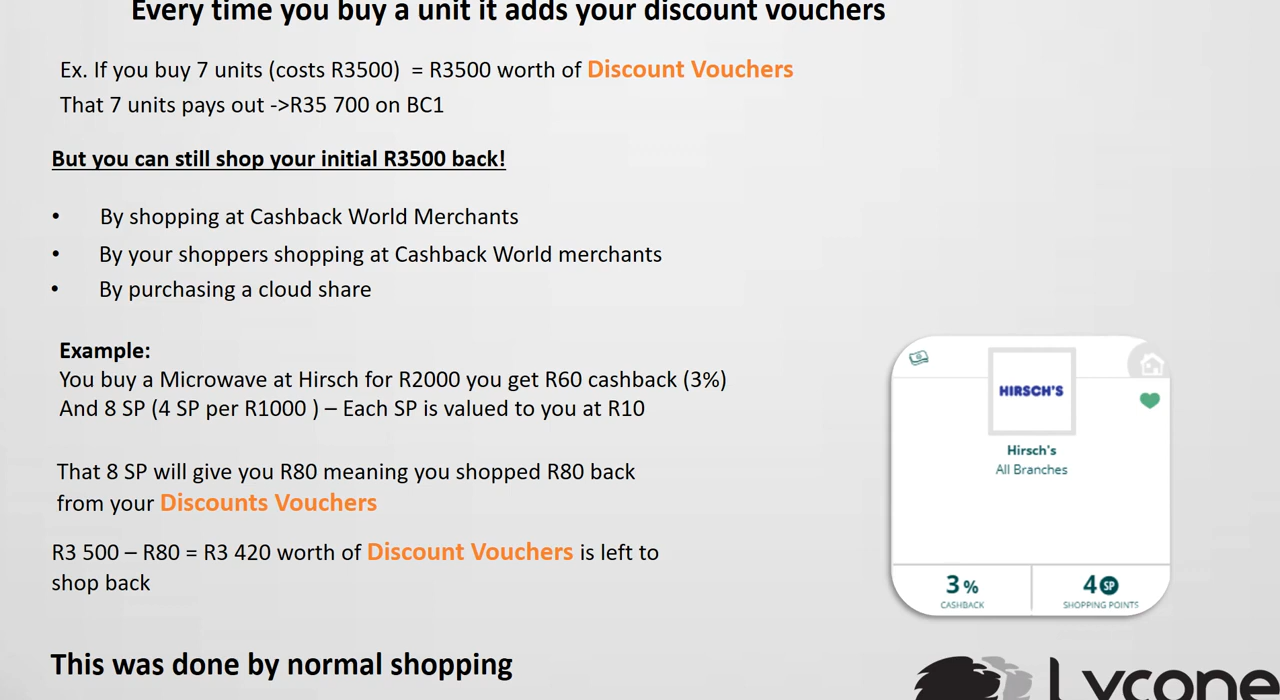 Every time you buy a unit it adds your discount vouchers
Ex. If you buy 7 units (costs R3500)  = R3500 worth of Discount Vouchers
That 7 units pays out ->R35 700 on BC1
But you can still shop your initial R3500 back!
• By shopping at Cashback World Merchants
• By your shoppers shopping at Cashback World merchants
• By purchasing a cloud share
Example:
You buy a Microwave at Hirsch for R2000 you get R60 cashback (3%)
And 8 SP (4 SP per R1000 ) – Each SP is valued to you at R10
That 8 SP will give you R80 meaning you shopped R80 back
from your Discounts Vouchers
R3 500 – R80 = R3 420 worth of Discount Vouchers is left to
shop back
This was done by normal shopping
HIRSCH'S
Hirsch's
All Branches
3 %
CASHBACK
4 SP
SHOPPING POINTS
Lycone